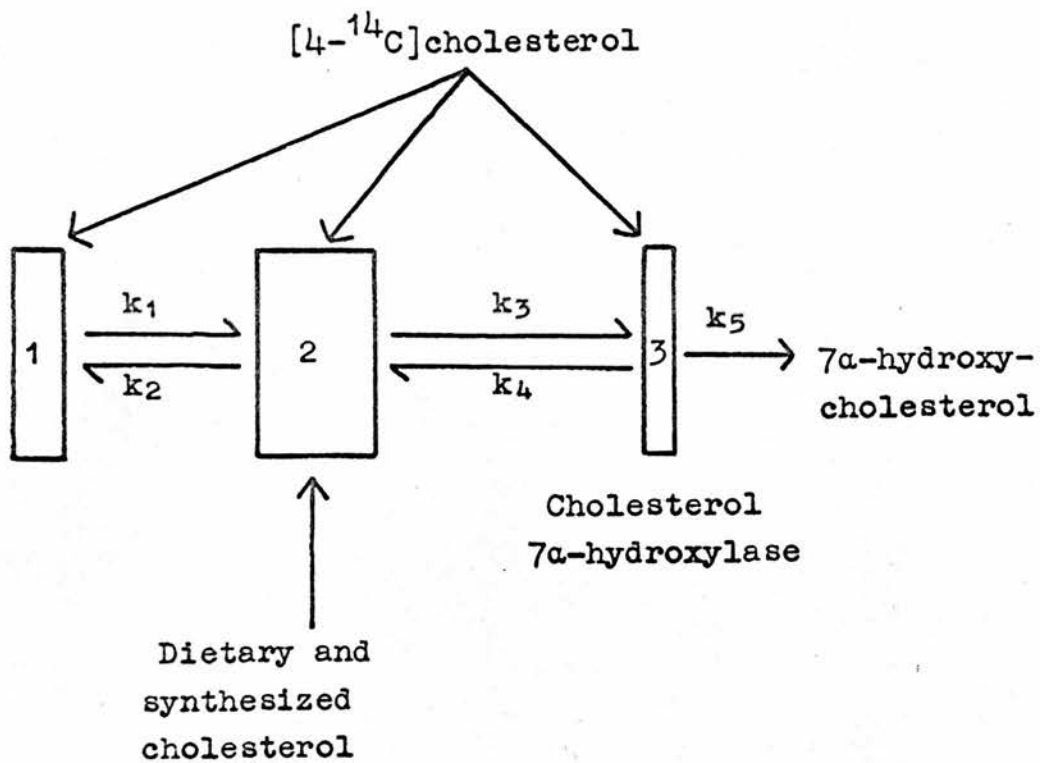 [4-¹⁴C]cholesterol
k₁
k₃
k₅
1
2
3
k₂
k₄
7α-hydroxy-
cholesterol
Cholesterol
7α-hydroxylase
Dietary and
synthesized
cholesterol